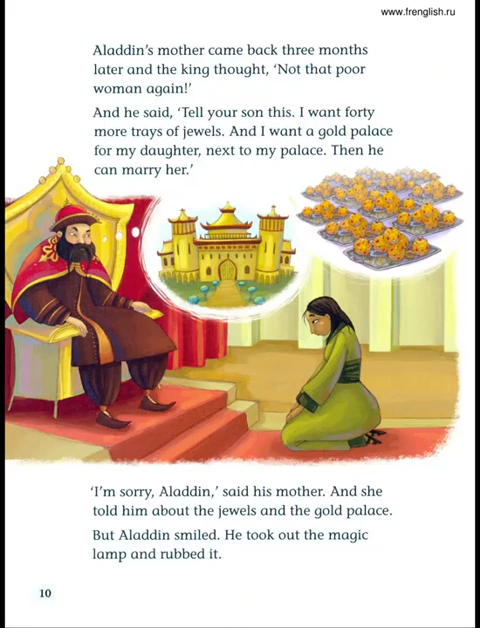 www.frenglish.ru
Aladdin's mother came back three months
later and the king thought, 'Not that poor
woman again!'
And he said, 'Tell your son this. I want forty
more trays of jewels. And I want a gold palace
for my daughter, next to my palace. Then he
can marry her.'
'I'm sorry, Aladdin,' said his mother. And she
told him about the jewels and the gold palace.
But Aladdin smiled. He took out the magic
lamp and rubbed it.
10